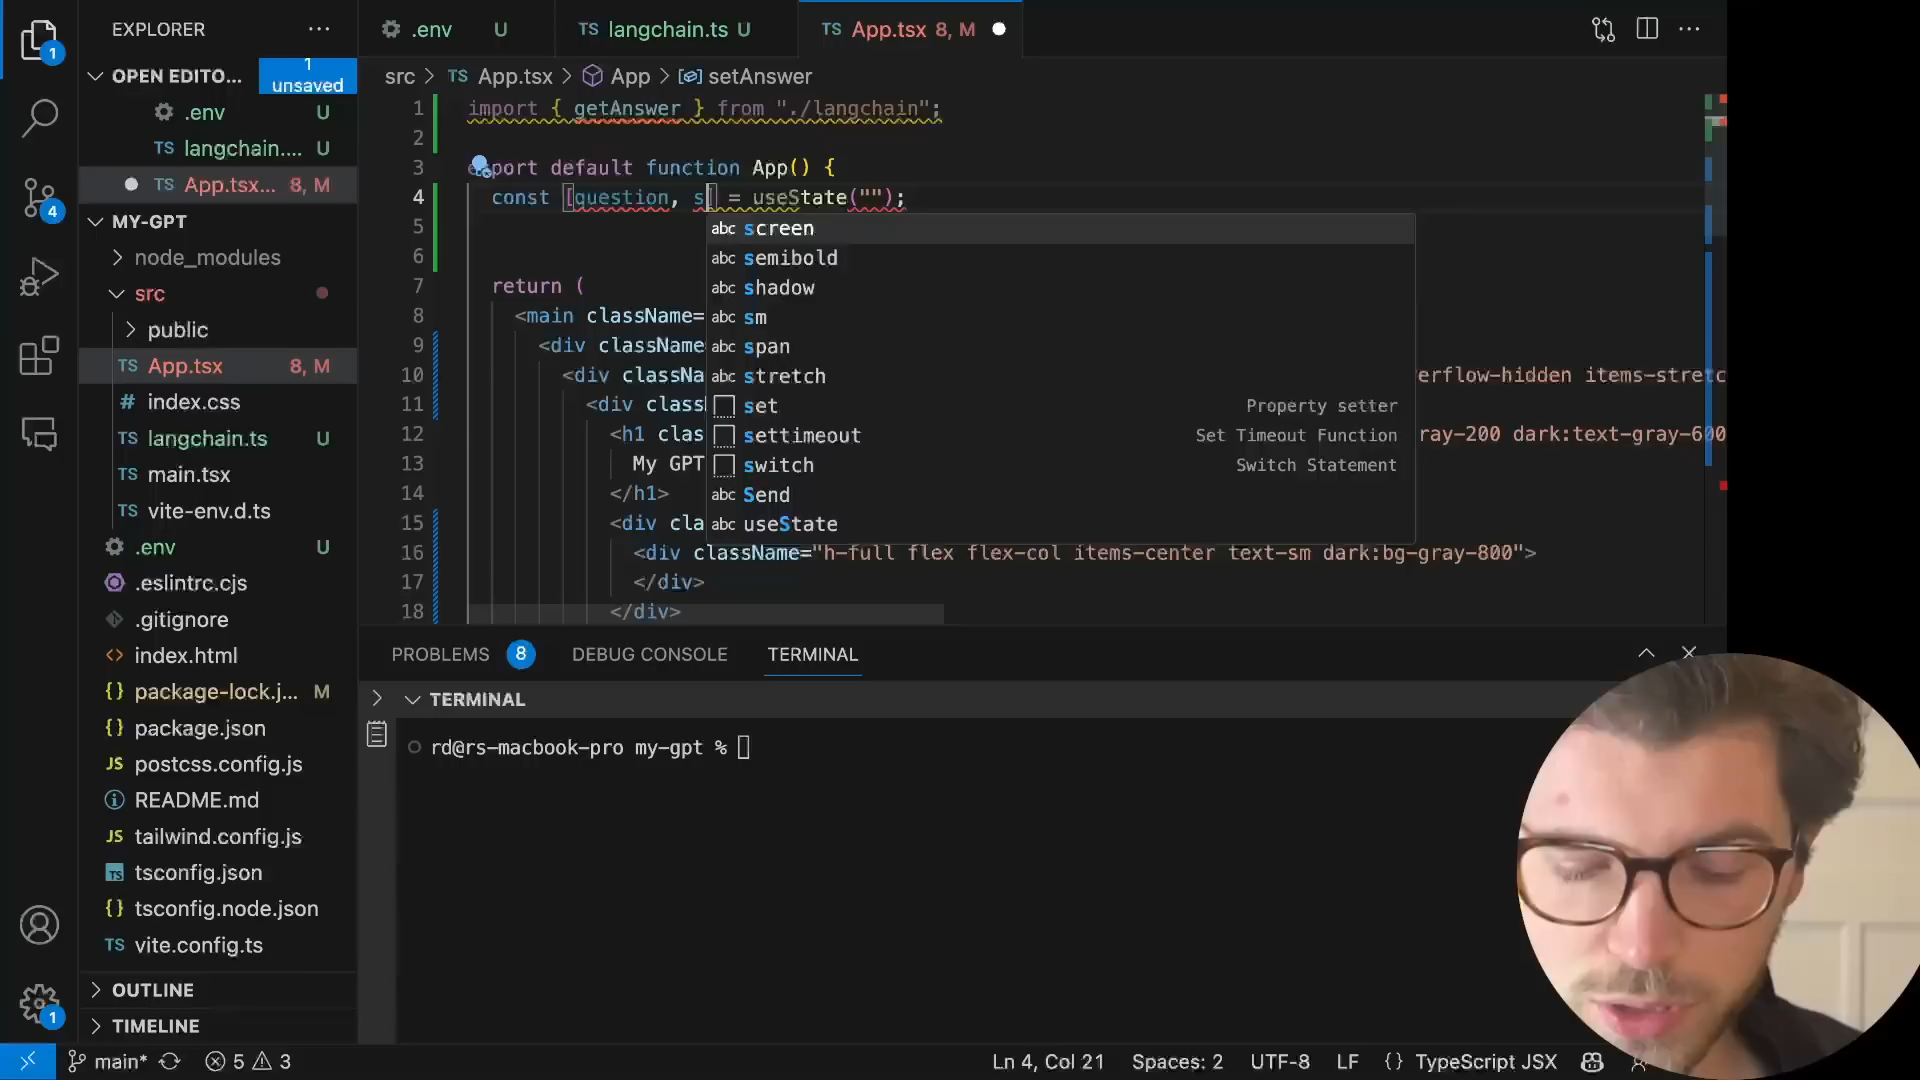 EXPLORER
OPEN EDITO...
1 unsaved
.env U
langchain.... U
TS App.tsx... 8, M
MY-GPT
node_modules
src
public
TS App.tsx 8, M
# index.css
TS langchain.ts U
TS main.tsx
TS vite-env.d.ts
.env U
.eslintrc.cjs
.gitignore
<> index.html
{} package-lock.j... M
{} package.json
JS postcss.config.js
README.md
JS tailwind.config.js
TS tsconfig.json
{} tsconfig.node.json
TS vite.config.ts
OUTLINE
TIMELINE
1
4
1
.env U
TS langchain.ts U
TS App.tsx 8, M
src > TS App.tsx > App > setAnswer
1 import { getAnswer } from "./langchain";
2
3 export default function App() {
4 const [question, s] = useState("");
5
6
7 return (
8 <main className=
9 <div className
10 <div classNa erflow-hidden items-stretc
11 <div class
12 <h1 clas ray-200 dark:text-gray-600
13 My GPT
14 </h1>
15 <div cla
16 <div className="h-full flex flex-col items-center text-sm dark:bg-gray-800">
17 </div>
18 </div>
abc screen
abc semibold
abc shadow
abc sm
abc span
abc stretch
set Property setter
settimeout Set Timeout Function
switch Switch Statement
abc Send
abc useState
PROBLEMS 8 DEBUG CONSOLE TERMINAL
TERMINAL
rd@rs-macbook-pro my-gpt %
main* 5 3 Ln 4, Col 21 Spaces: 2 UTF-8 LF {} TypeScript JSX